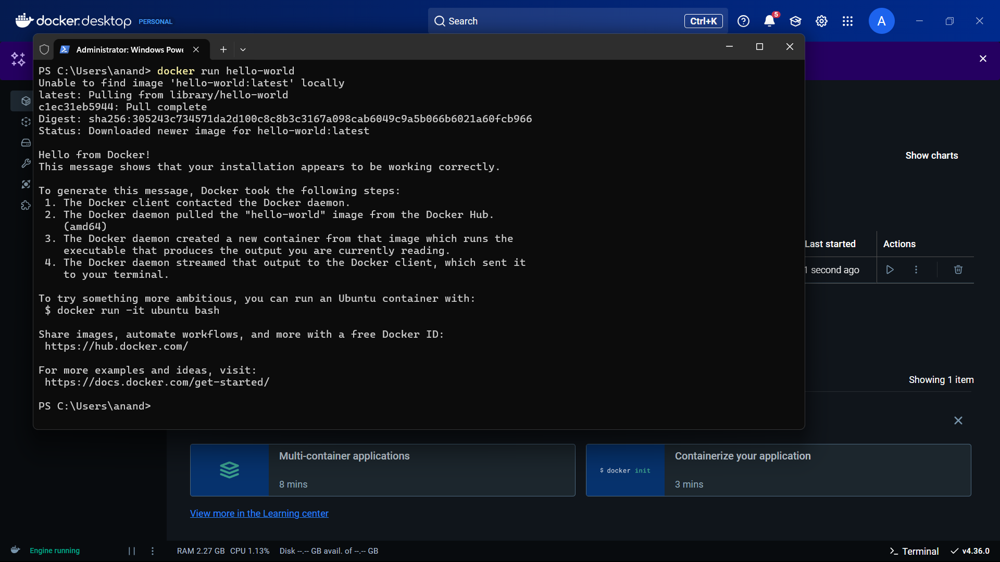 docker.desktop PERSONAL
Search Ctrl+K
5
A
Administrator: Windows Powe
PS C:\Users\anand> docker run hello-world
Unable to find image 'hello-world:latest' locally
latest: Pulling from library/hello-world
c1ec31eb5944: Pull complete
Digest: sha256:305243c734571da2d100c8c8b3c3167a098cab6049c9a5b066b6021a60fcb966
Status: Downloaded newer image for hello-world:latest
Hello from Docker!
This message shows that your installation appears to be working correctly.
To generate this message, Docker took the following steps:
1. The Docker client contacted the Docker daemon.
2. The Docker daemon pulled the "hello-world" image from the Docker Hub.
(amd64)
3. The Docker daemon created a new container from that image which runs the
executable that produces the output you are currently reading.
4. The Docker daemon streamed that output to the Docker client, which sent it
to your terminal.
To try something more ambitious, you can run an Ubuntu container with:
$ docker run -it ubuntu bash
Share images, automate workflows, and more with a free Docker ID:
https://hub.docker.com/
For more examples and ideas, visit:
https://docs.docker.com/get-started/
PS C:\Users\anand>
Show charts
Last started Actions
1 second ago
Showing 1 item
Multi-container applications
8 mins
$ docker init
Containerize your application
3 mins
View more in the Learning center
Engine running
RAM 2.27 GB CPU 1.13% Disk --.-- GB avail. of --.-- GB
Terminal
v4.36.0